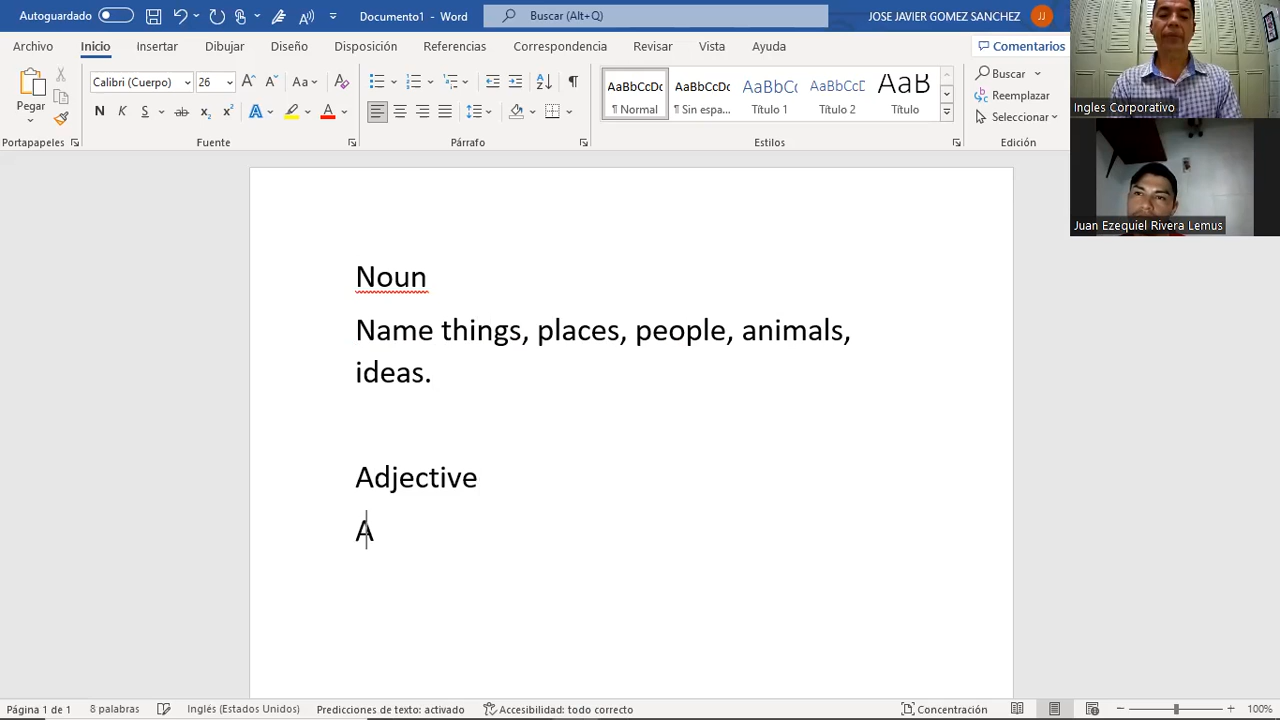 Autoguardado
Documento1 - Word
Buscar (Alt+Q)
JOSE JAVIER GOMEZ SANCHEZ
JJ
Archivo Inicio Insertar Dibujar Diseño Disposición Referencias Correspondencia Revisar Vista Ayuda
Comentarios
Pegar
Portapapeles
Calibri (Cuerpo) 26
N K S
Fuente
Párrafo
AaBbCcDc AaBbCcDc AaBbCc AaBbCcD AaB
¶ Normal ¶ Sin espa... Título 1 Título 2 Título
Estilos
Buscar
Reemplazar
Seleccionar
Edición
Ingles Corporativo
Juan Ezequiel Rivera Lemus
Noun
Name things, places, people, animals,
ideas.
Adjective
A
Página 1 de 1 8 palabras Inglés (Estados Unidos) Predicciones de texto: activado Accesibilidad: todo correcto Concentración 100%